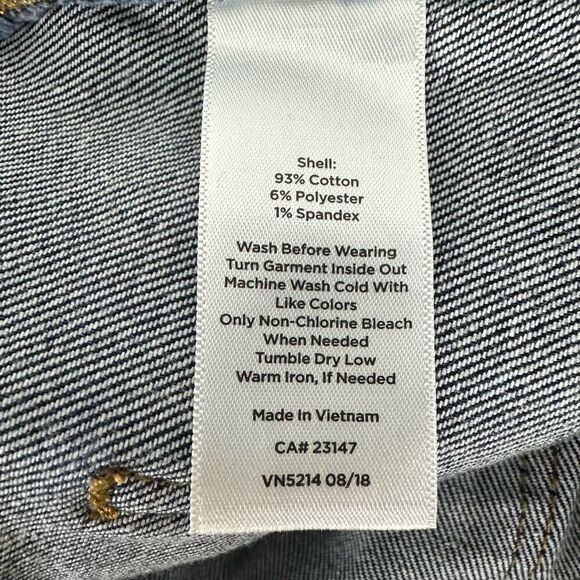 Shell:
93% Cotton
6% Polyester
1% Spandex
Wash Before Wearing
Turn Garment Inside Out
Machine Wash Cold With
Like Colors
Only Non-Chlorine Bleach
When Needed
Tumble Dry Low
Warm Iron, If Needed
Made In Vietnam
CA# 23147
VN5214 08/18